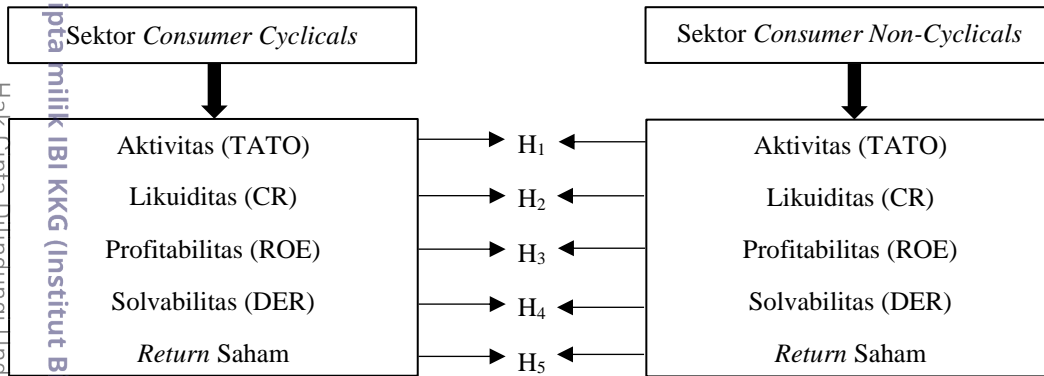 Sektor Consumer Cyclicals
Aktivitas (TATO)
Likuiditas (CR)
Profitabilitas (ROE)
Solvabilitas (DER)
Return Saham
H₁
H₂
H₃
H₄
H₅
Sektor Consumer Non-Cyclicals
Aktivitas (TATO)
Likuiditas (CR)
Profitabilitas (ROE)
Solvabilitas (DER)
Return Saham
milik IBI KKG (Institut B